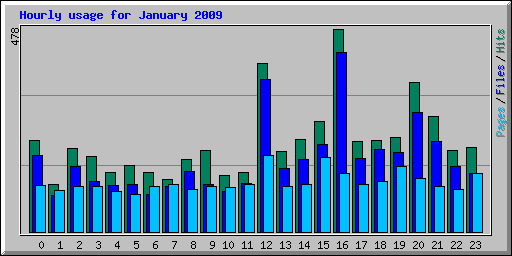 Hourly usage for January 2009
478
Pages / Files / Hits
0 1 2 3 4 5 6 7 8 9 10 11 12 13 14 15 16 17 18 19 20 21 22 23